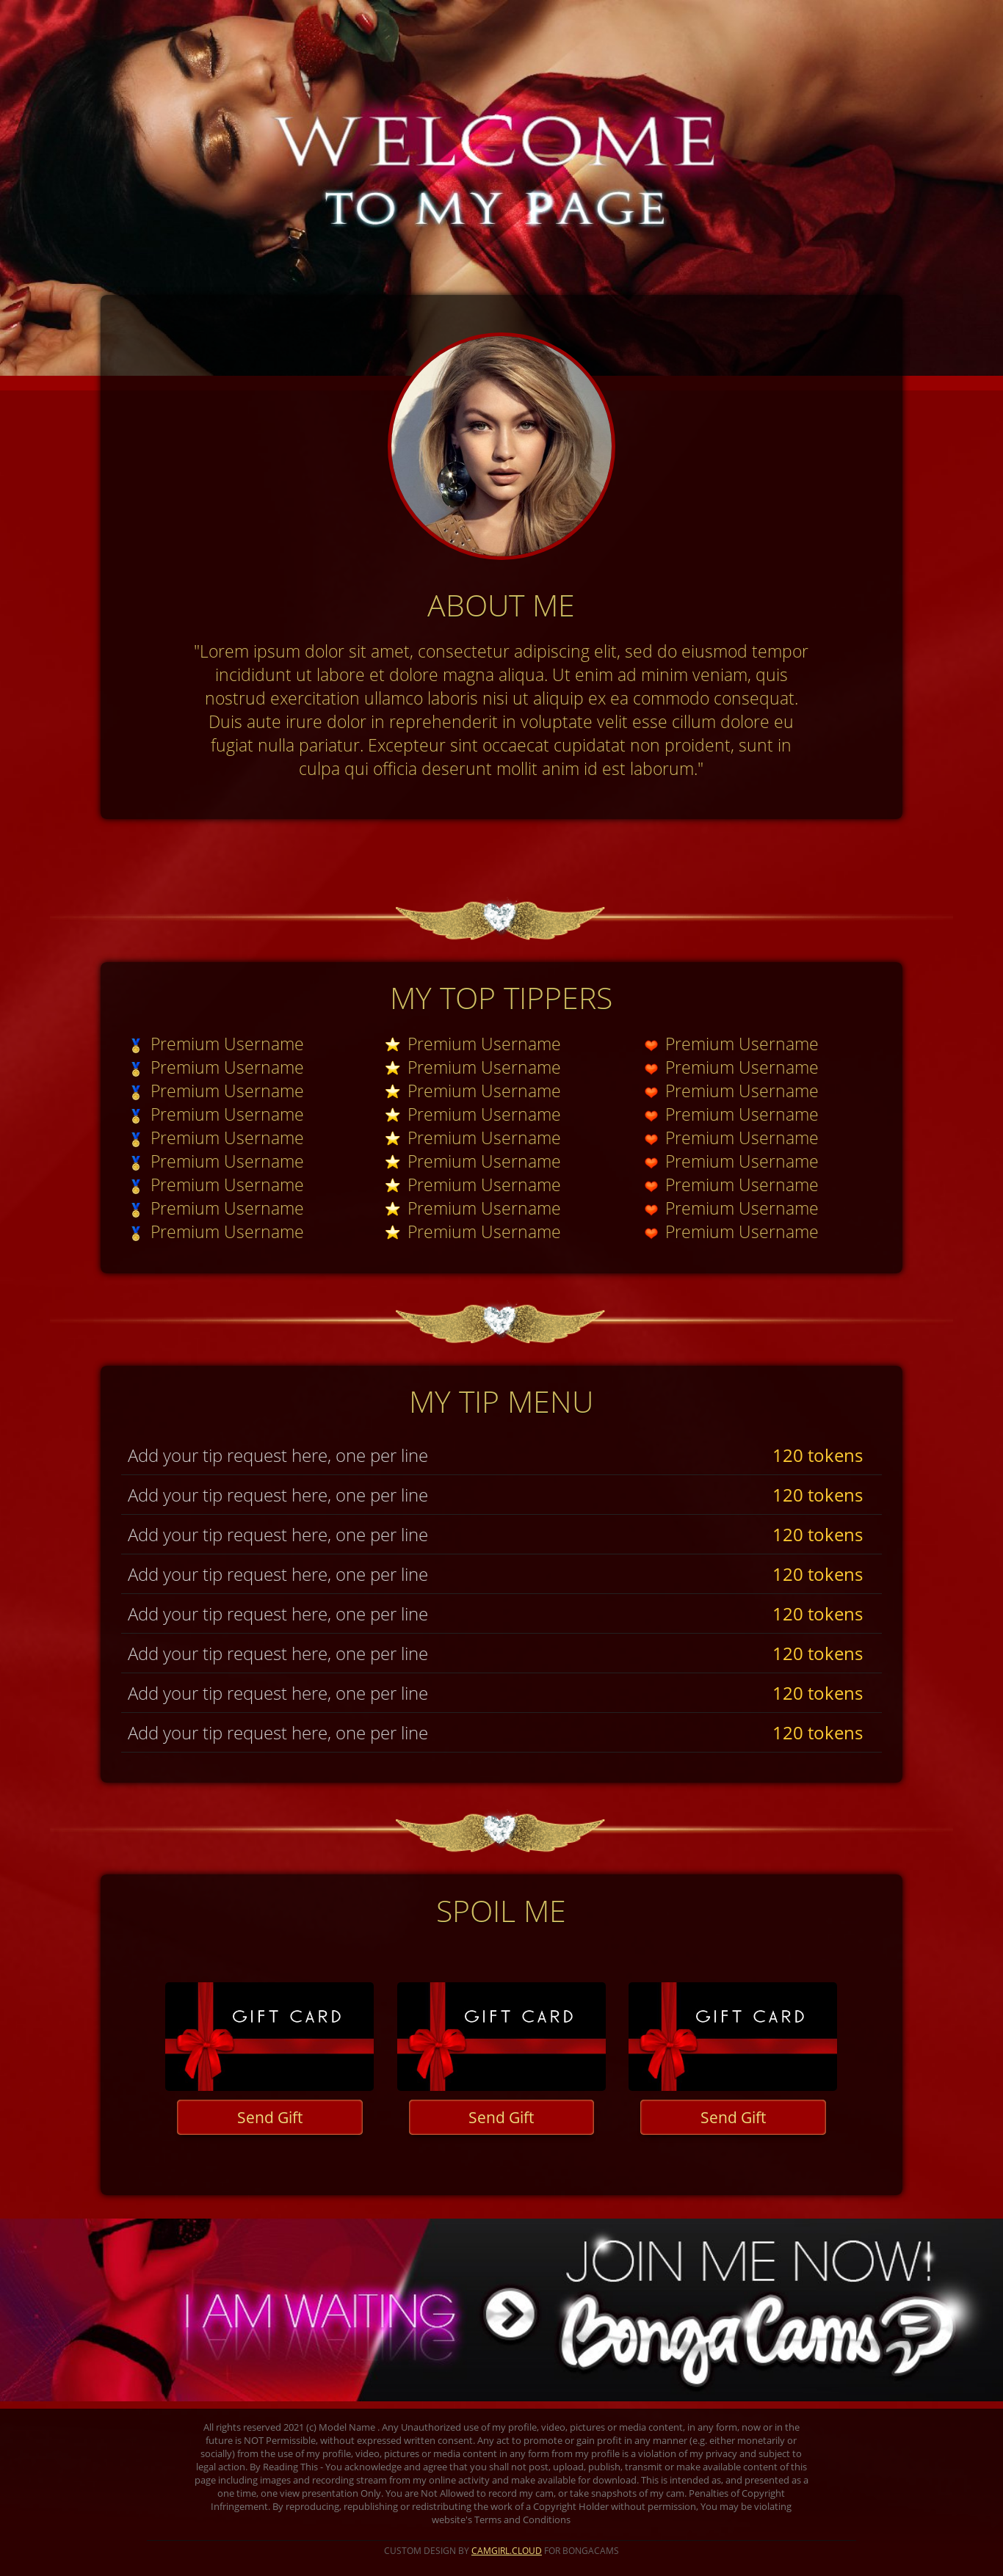 WELCOME
TO MY PAGE
ABOUT ME
"Lorem ipsum dolor sit amet, consectetur adipiscing elit, sed do eiusmod tempor
incididunt ut labore et dolore magna aliqua. Ut enim ad minim veniam, quis
nostrud exercitation ullamco laboris nisi ut aliquip ex ea commodo consequat.
Duis aute irure dolor in reprehenderit in voluptate velit esse cillum dolore eu
fugiat nulla pariatur. Excepteur sint occaecat cupidatat non proident, sunt in
culpa qui officia deserunt mollit anim id est laborum."
MY TOP TIPPERS
Premium Username Premium Username Premium Username
Premium Username Premium Username Premium Username
Premium Username Premium Username Premium Username
Premium Username Premium Username Premium Username
Premium Username Premium Username Premium Username
Premium Username Premium Username Premium Username
Premium Username Premium Username Premium Username
Premium Username Premium Username Premium Username
Premium Username Premium Username Premium Username
MY TIP MENU
Add your tip request here, one per line 120 tokens
Add your tip request here, one per line 120 tokens
Add your tip request here, one per line 120 tokens
Add your tip request here, one per line 120 tokens
Add your tip request here, one per line 120 tokens
Add your tip request here, one per line 120 tokens
Add your tip request here, one per line 120 tokens
Add your tip request here, one per line 120 tokens
SPOIL ME
GIFT CARD GIFT CARD GIFT CARD
Send Gift Send Gift Send Gift
JOIN ME NOW!
I AM WAITING
BongaCams
All rights reserved 2021 (c) Model Name . Any Unauthorized use of my profile, video, pictures or media content, in any form, now or in the
future is NOT Permissible, without expressed written consent. Any act to promote or gain profit in any manner (e.g. either monetarily or
socially) from the use of my profile, video, pictures or media content in any form from my profile is a violation of my privacy and subject to
legal action. By Reading This - You acknowledge and agree that you shall not post, upload, publish, transmit or make available content of this
page including images and recording stream from my online activity and make available for download. This is intended as, and presented as a
one time, one view presentation Only. You are Not Allowed to record my cam, or take snapshots of my cam. Penalties of Copyright
Infringement. By reproducing, republishing or redistributing the work of a Copyright Holder without permission, You may be violating
website's Terms and Conditions
CUSTOM DESIGN BY CAMGIRL.CLOUD FOR BONGACAMS